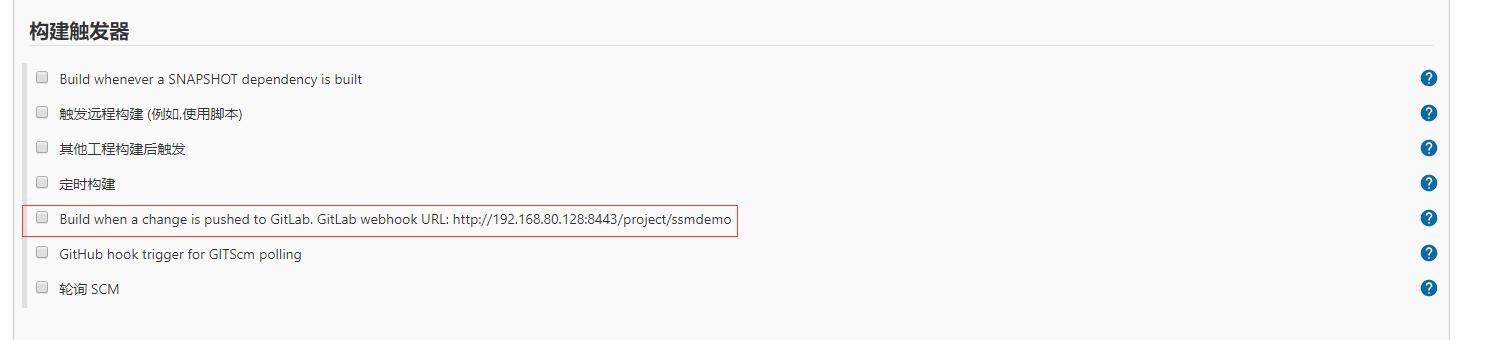 构建触发器
Build whenever a SNAPSHOT dependency is built
触发远程构建 (例如,使用脚本)
其他工程构建后触发
定时构建
Build when a change is pushed to GitLab. GitLab webhook URL: http://192.168.80.128:8443/project/ssmdemo
GitHub hook trigger for GITScm polling
轮询 SCM